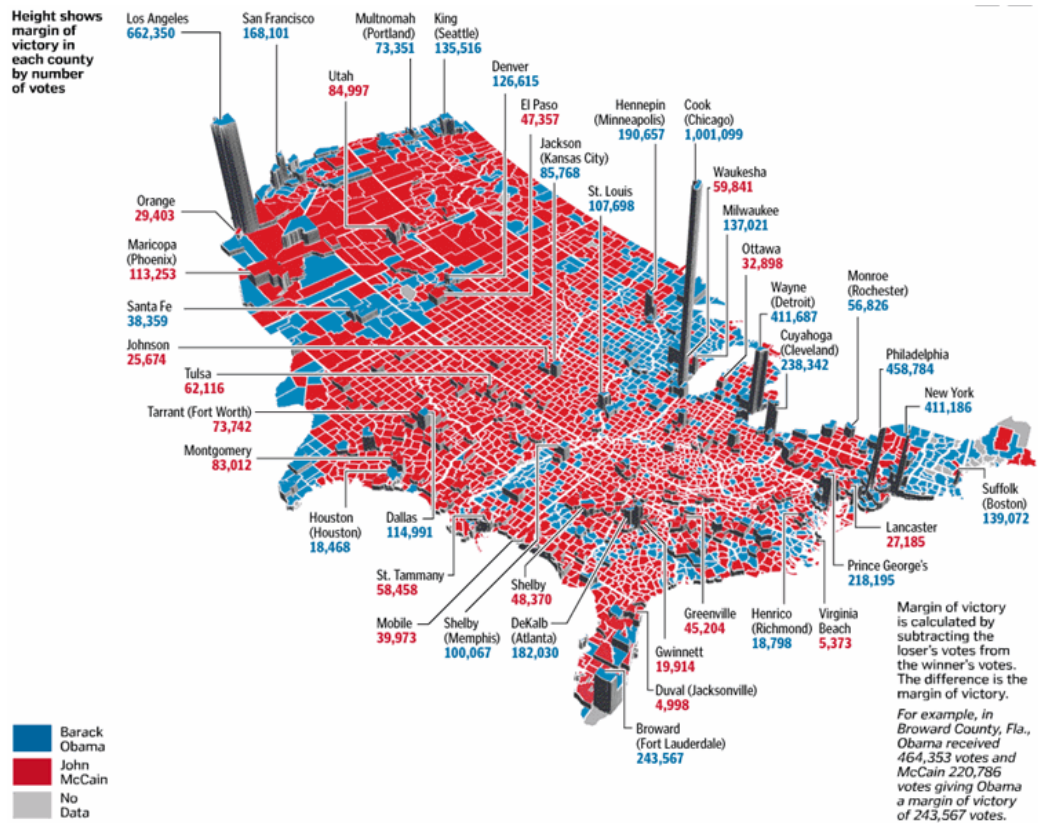 Height shows
margin of
victory in
each county
by number
of votes
Los Angeles
662,350
San Francisco
168,101
Multnomah
(Portland)
73,351
King
(Seattle)
135,516
Utah
84,997
Denver
126,615
El Paso
47,357
Jackson
(Kansas City)
85,768
St. Louis
107,698
Hennepin
(Minneapolis)
190,657
Cook
(Chicago)
1,001,099
Waukesha
59,841
Milwaukee
137,021
Ottawa
32,898
Wayne
(Detroit)
411,687
Cuyahoga
(Cleveland)
238,342
Monroe
(Rochester)
56,826
Philadelphia
458,784
New York
411,186
Orange
29,403
Maricopa
(Phoenix)
113,253
Santa Fe
38,359
Johnson
25,674
Tulsa
62,116
Tarrant (Fort Worth)
73,742
Montgomery
83,012
Houston
(Houston)
18,468
Dallas
114,991
St. Tammany
58,458
Mobile
39,973
Shelby
(Memphis)
100,067
Shelby
48,370
DeKalb
(Atlanta)
182,030
Gwinnett
19,914
Duval (Jacksonville)
4,998
Broward
(Fort Lauderdale)
243,567
Greenville
45,204
Henrico
(Richmond)
18,798
Virginia
Beach
5,373
Prince George's
218,195
Lancaster
27,185
Suffolk
(Boston)
139,072
Margin of victory
is calculated by
subtracting the
loser's votes from
the winner's votes.
The difference is the
margin of victory.
For example, in
Broward County, Fla.,
Obama received
464,353 votes and
McCain 220,786
votes giving Obama
a margin of victory
of 243,567 votes.
Barack
Obama
John
McCain
No
Data